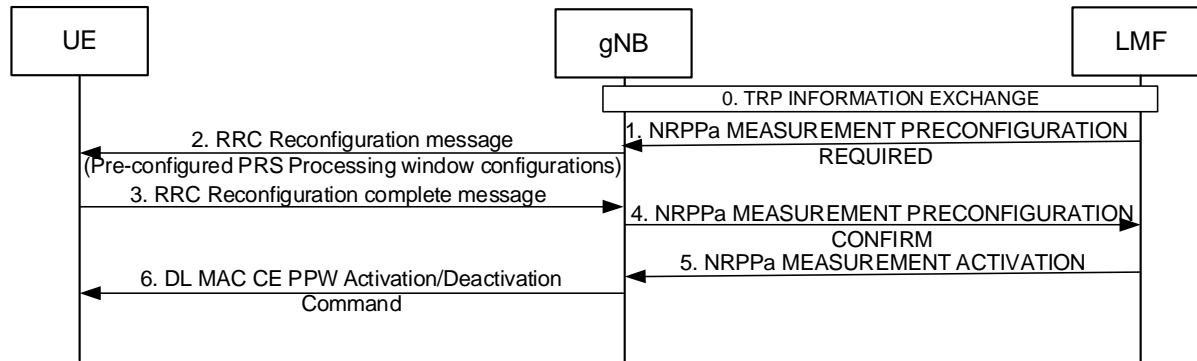 UE
gNB
LMF
0. TRP INFORMATION EXCHANGE
1. NRPPa MEASUREMENT PRECONFIGURATION
REQUIRED
2. RRC Reconfiguration message
(Pre-configured PRS Processing window configurations)
3. RRC Reconfiguration complete message
4. NRPPa MEASUREMENT PRECONFIGURATION
CONFIRM
5. NRPPa MEASUREMENT ACTIVATION
6. DL MAC CE PPW Activation/Deactivation
Command